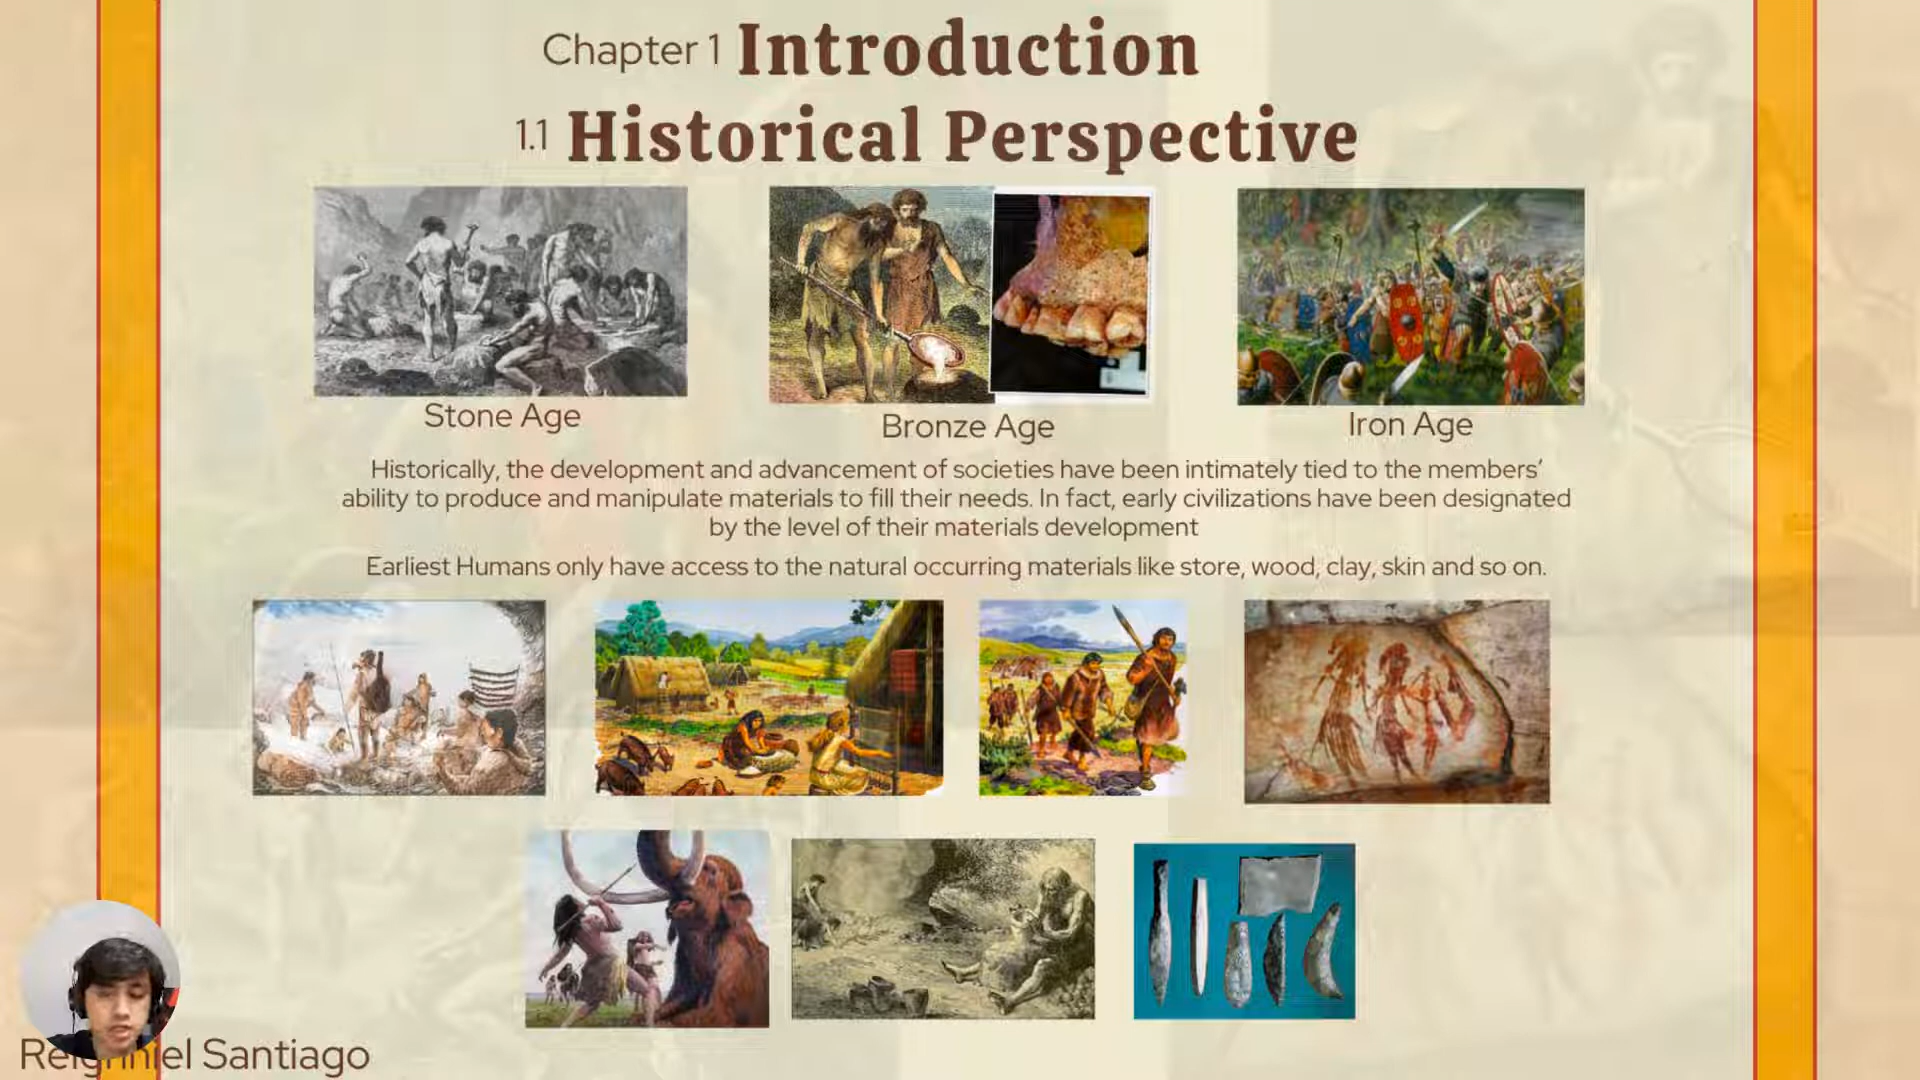 Chapter 1 Introduction
1.1 Historical Perspective
Stone Age
Bronze Age
Iron Age
Historically, the development and advancement of societies have been intimately tied to the members'
ability to produce and manipulate materials to fill their needs. In fact, early civilizations have been designated
by the level of their materials development
Earliest Humans only have access to the natural occurring materials like store, wood, clay, skin and so on.
Santiago